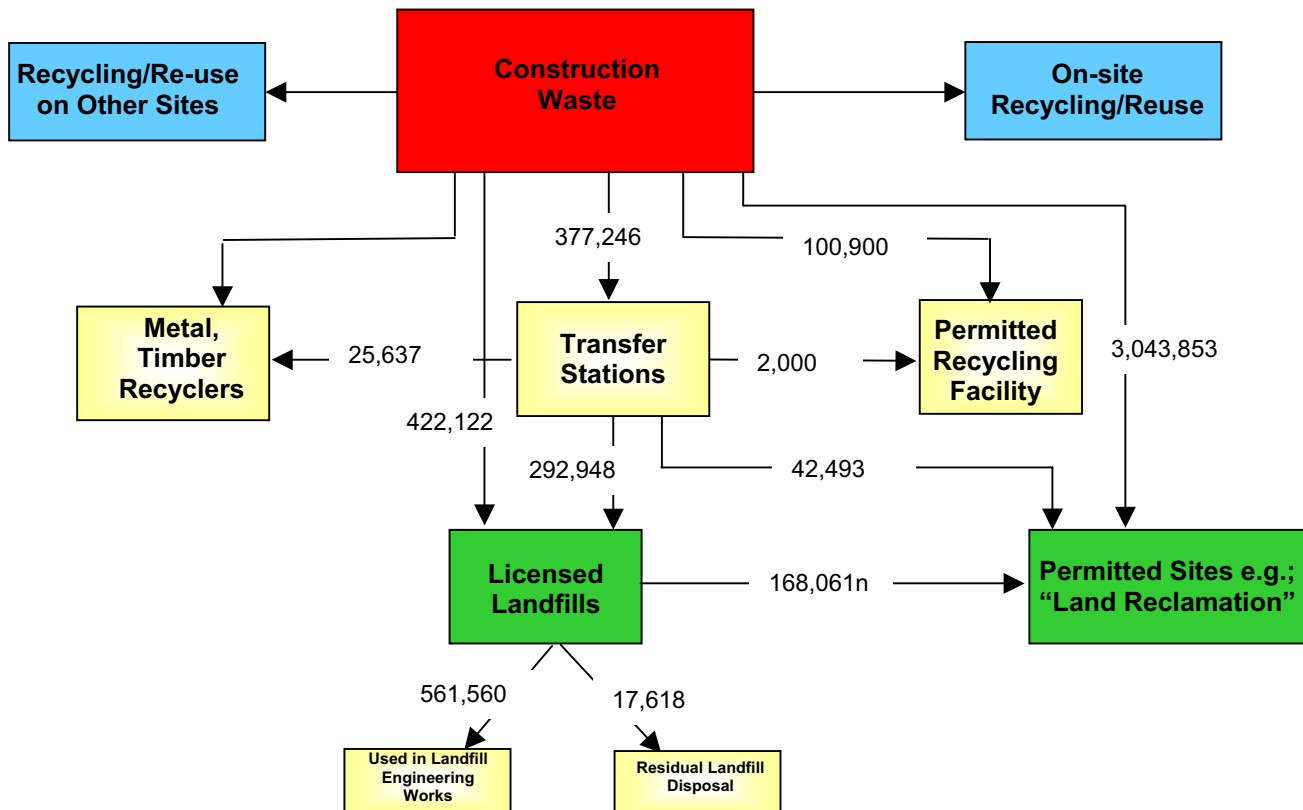 Recycling/Re-use
on Other Sites
Construction
Waste
On-site
Recycling/Reuse
377,246
100,900
Metal,
Timber
Recyclers
25,637
Transfer
Stations
2,000
Permitted
Recycling
Facility
3,043,853
422,122
292,948
42,493
Licensed
Landfills
168,061n
Permitted Sites e.g.;
“Land Reclamation”
561,560
17,618
Used in Landfill
Engineering
Works
Residual Landfill
Disposal